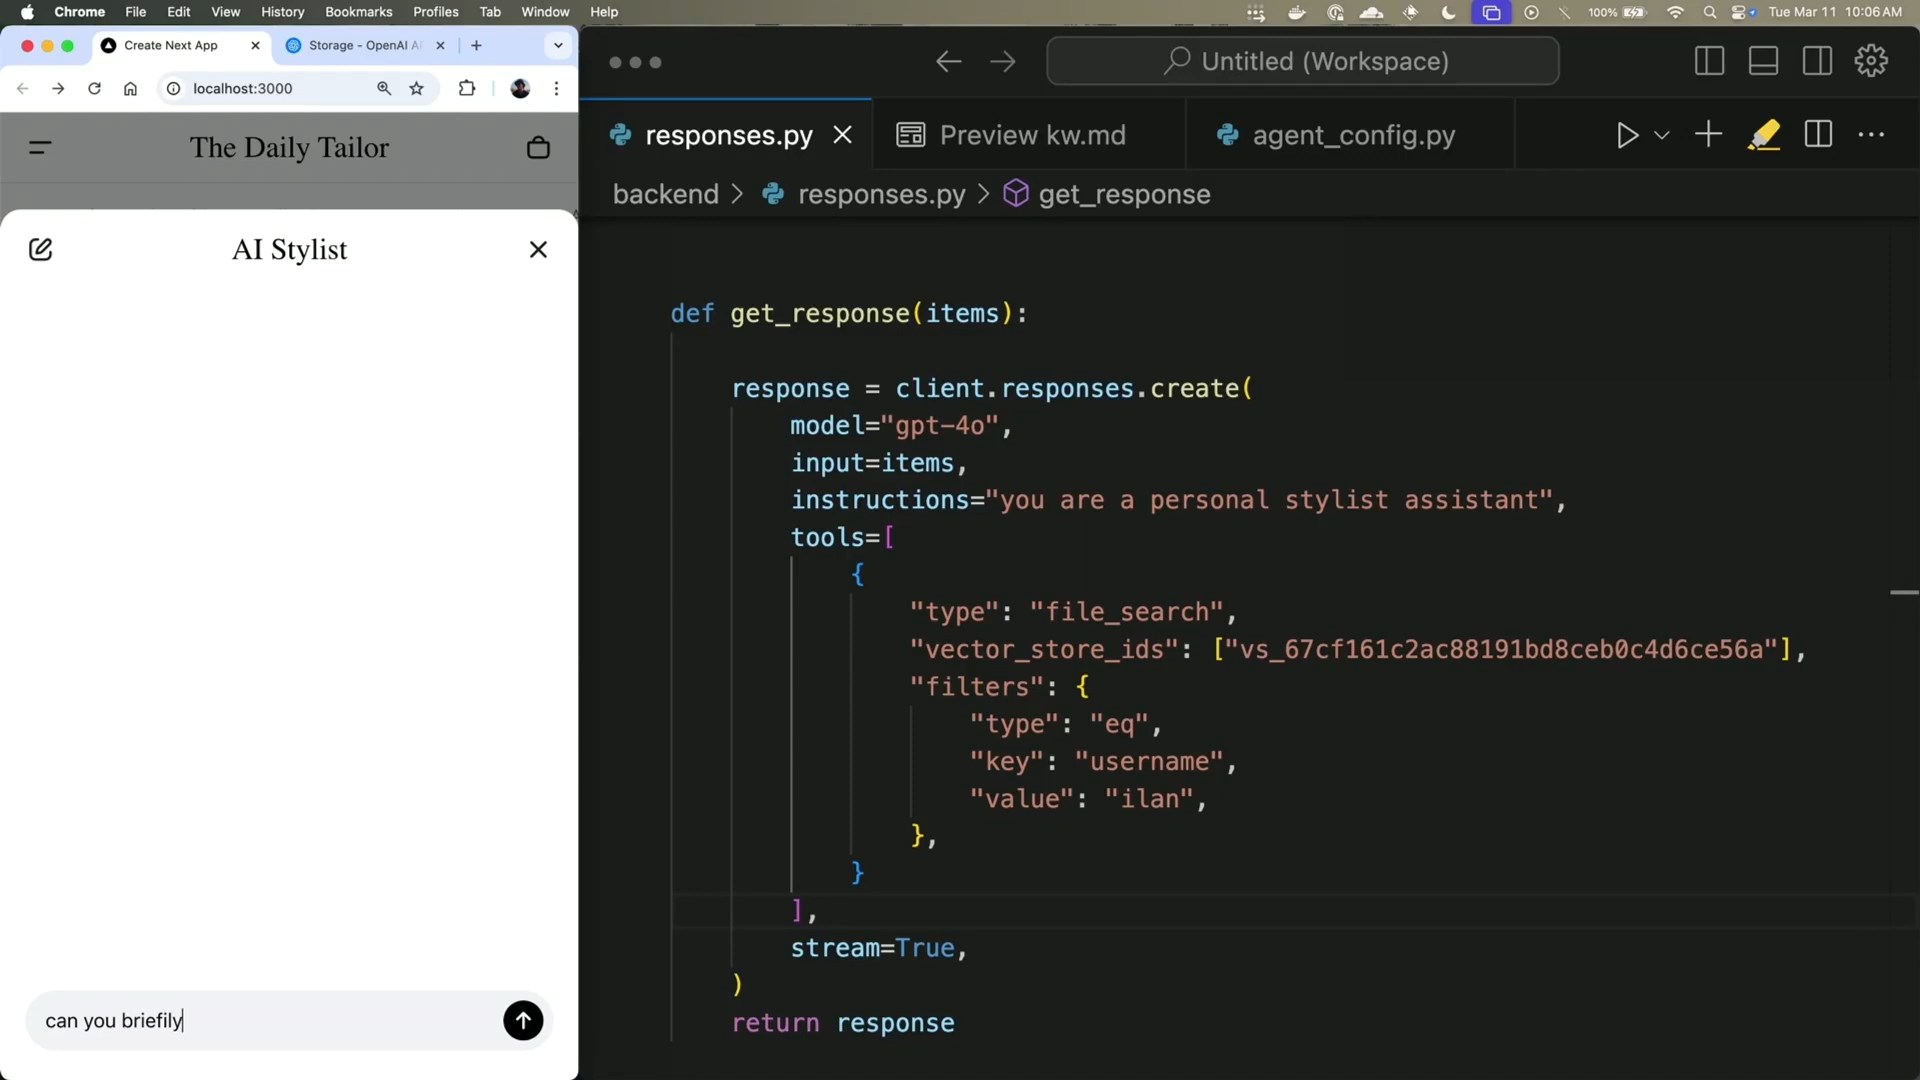 Chrome File Edit View History Bookmarks Profiles Tab Window Help 100% Tue Mar 11 10:06 AM
Create Next App Storage - OpenAI AP
localhost:3000
The Daily Tailor
AI Stylist
can you briefily
Untitled (Workspace)
responses.py Preview kw.md agent_config.py
backend > responses.py > get_response
def get_response(items):
response = client.responses.create(
model="gpt-4o",
input=items,
instructions="you are a personal stylist assistant",
tools=[
{
"type": "file_search",
"vector_store_ids": ["vs_67cf161c2ac88191bd8ceb0c4d6ce56a"],
"filters": {
"type": "eq",
"key": "username",
"value": "ilan",
},
}
],
stream=True,
)
return response